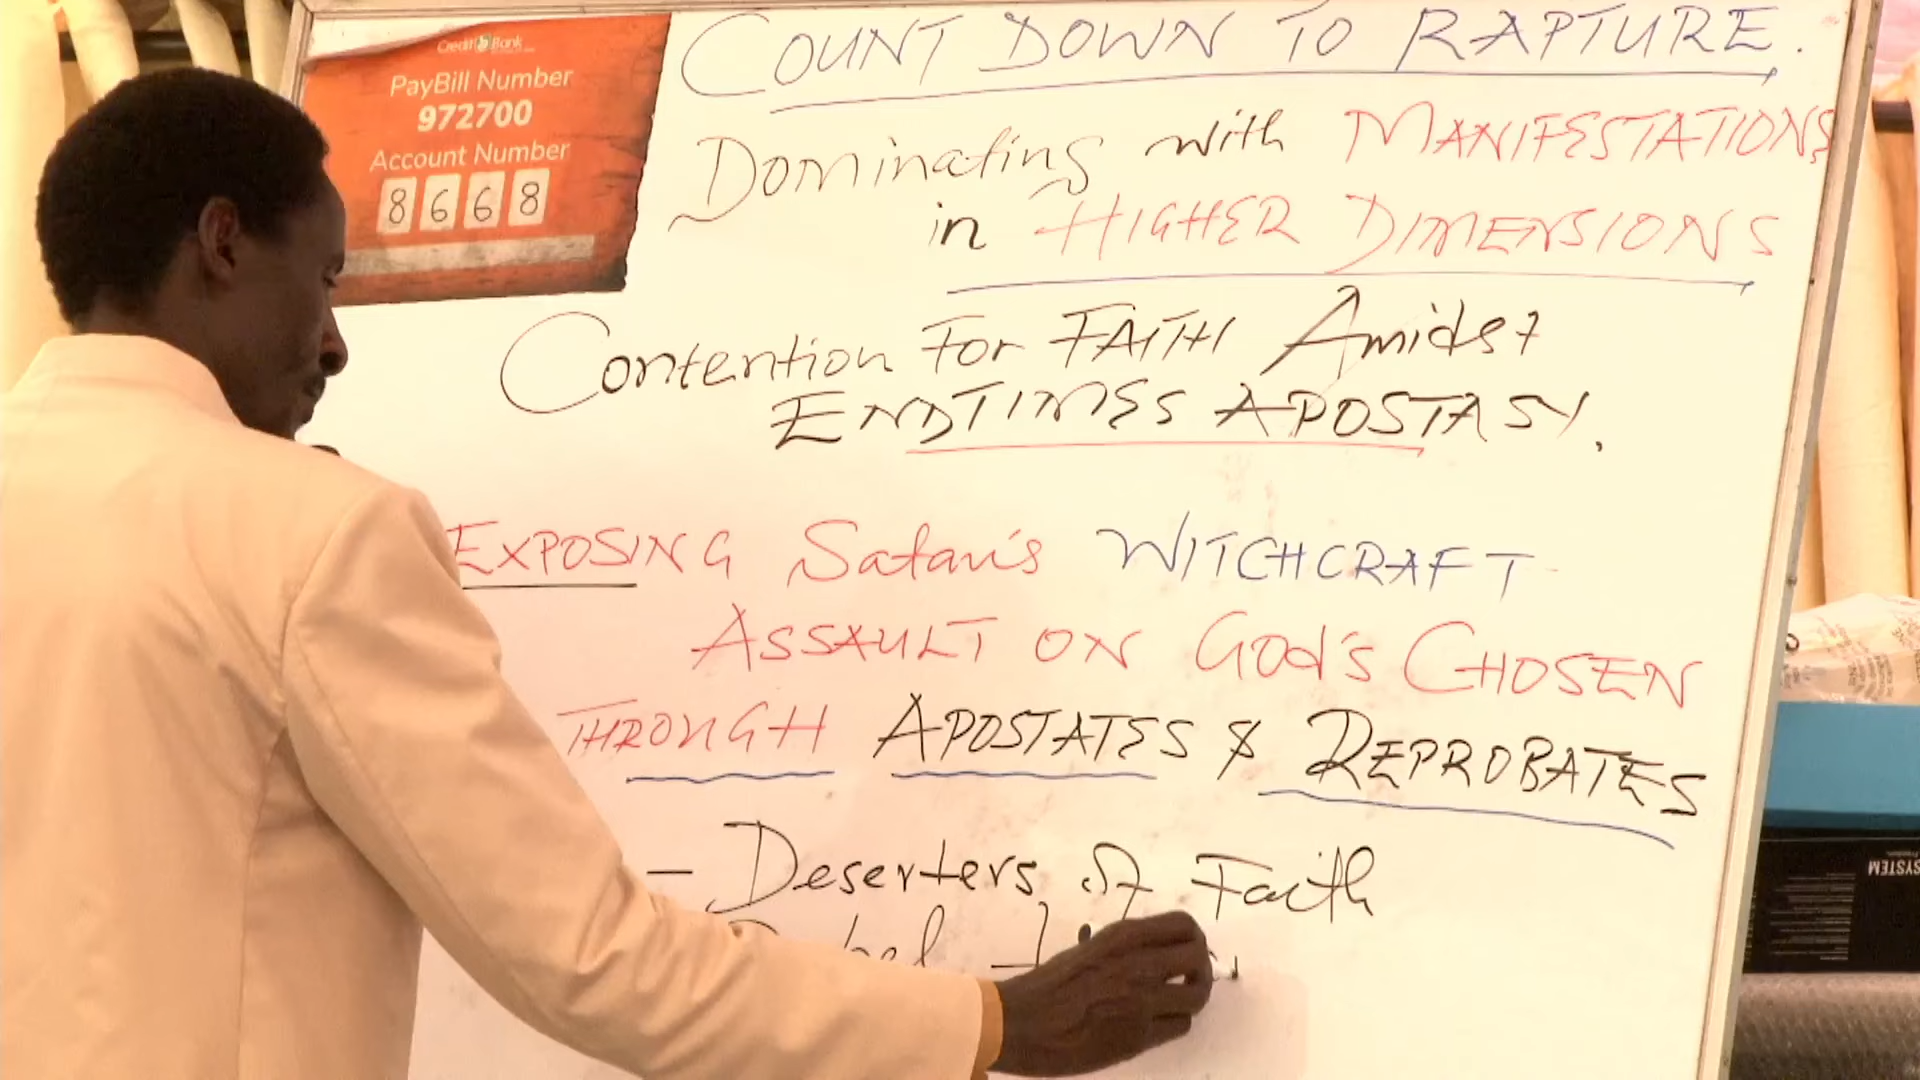 Credit Bank
PayBill Number
972700
Account Number
8668
COUNT DOWN TO RAPTURE.
Dominating with MANIFESTATIONS
in HIGHER DIMENSIONS
Contention For FAITH Amidst
ENDTIMES APOSTASY.
EXPOSING Satan's WITCHCRAFT
ASSAULT ON God's CHOSEN
THROUGH APOSTATES & REPROBATES
- Deserters of Faith
SYSTEM